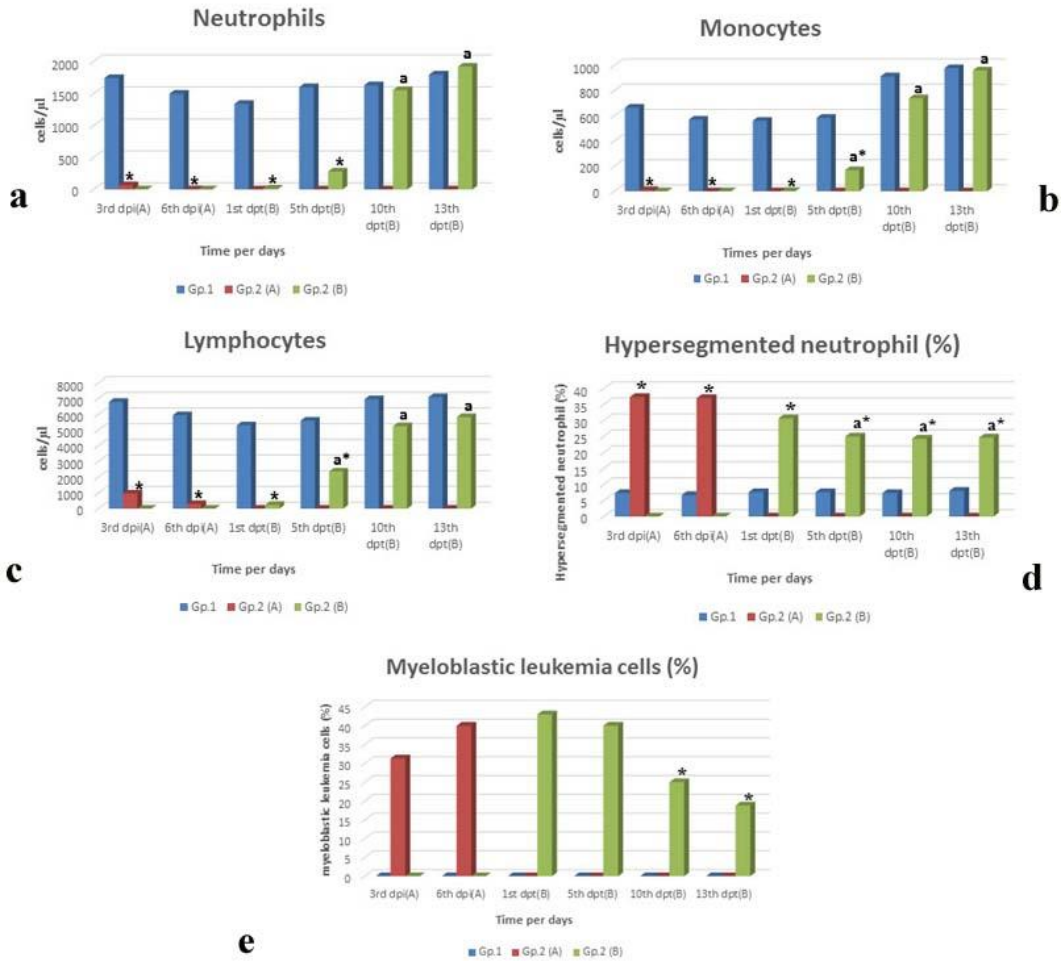 a
Neutrophils
cells/µl
2000
1500
1000
500
0
* * * * a a
3rd dpi(A) 6th dpi(A) 1st dpt(B) 5th dpt(B) 10th dpt(B) 13th dpt(B)
Time per days
Gp.1 Gp.2 (A) Gp.2 (B)
b
Monocytes
cells/µl
1000
800
600
400
200
0
* * * a* a a
3rd dpi(A) 6th dpi(A) 1st dpt(B) 5th dpt(B) 10th dpt(B) 13th dpt(B)
Times per days
Gp.1 Gp.2 (A) Gp.2 (B)
c
Lymphocytes
cells/µl
8000
7000
6000
5000
4000
3000
2000
1000
0
* * * a* a a
3rd dpi(A) 6th dpi(A) 1st dpt(B) 5th dpt(B) 10th dpt(B) 13th dpt(B)
Time per days
Gp.1 Gp.2 (A) Gp.2 (B)
d
Hypersegmented neutrophil (%)
Hypersegmented neutrophil (%)
40
35
30
25
20
15
10
5
0
* * * a* a* a*
3rd dpi(A) 6th dpi(A) 1st dpt(B) 5th dpt(B) 10th dpt(B) 13th dpt(B)
Time per days
Gp.1 Gp.2 (A) Gp.2 (B)
e
Myeloblastic leukemia cells (%)
myeloblastic leukemia cells (%)
45
40
35
30
25
20
15
10
5
0
* *
3rd dpi(A) 6th dpi(A) 1st dpt(B) 5th dpt(B) 10th dpt(B) 13th dpt(B)
Time per days
Gp.1 Gp.2 (A) Gp.2 (B)